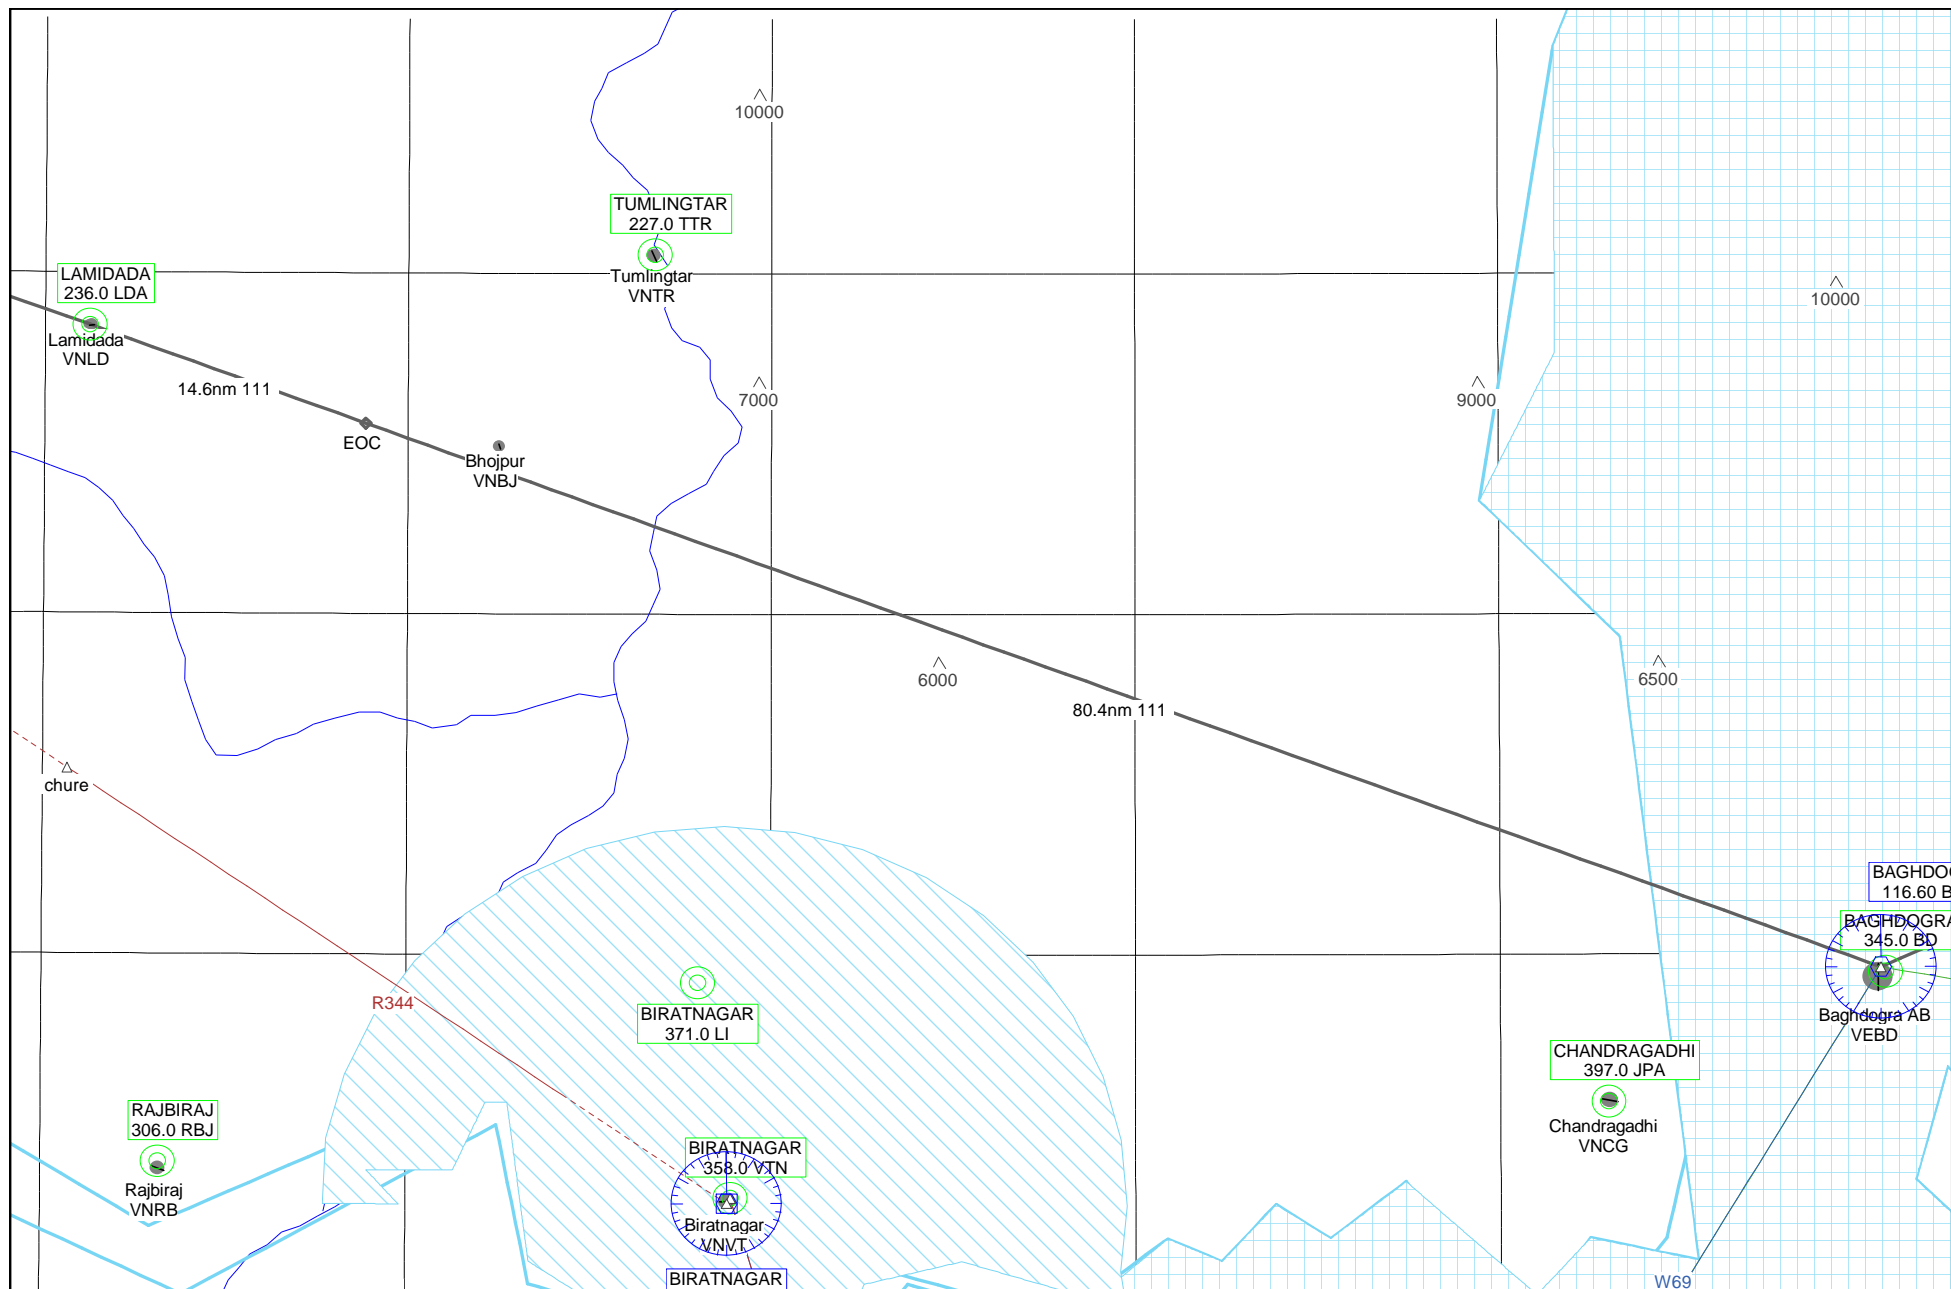 10000
TUMLINGTAR
227.0 TTR
Tumlingtar
VNTR
LAMIDADA
236.0 LDA
Lamidada
VNLD
10000
14.6nm 111
7000
9000
EOC
Bhojpur
VNBJ
6000
6500
80.4nm 111
chure
BAGHDOG
116.60 B
BAGHDOGRA
345.0 BD
Baghdogra AB
VEBD
R344
BIRATNAGAR
371.0 LI
CHANDRAGADHI
397.0 JPA
Chandragadhi
VNCG
RAJBIRAJ
306.0 RBJ
Rajbiraj
VNRB
BIRATNAGAR
358.0 VTN
Biratnagar
VNVT
BIRATNAGAR
W69